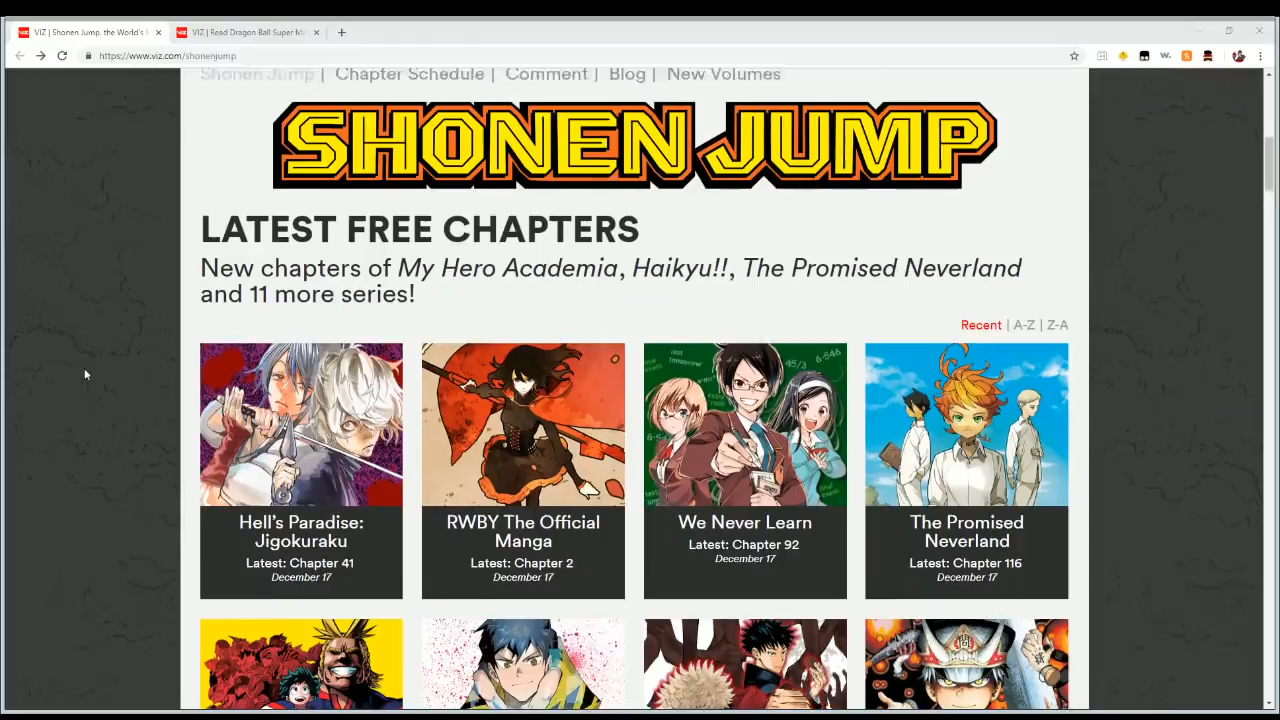 VIZ | Shonen Jump, the World's
VIZ | Read Dragon Ball Super M
https://www.viz.com/shonenjump
Shonen Jump | Chapter Schedule | Comment | Blog | New Volumes
SHONEN JUMP
LATEST FREE CHAPTERS
New chapters of My Hero Academia, Haikyu!!, The Promised Neverland
and 11 more series!
Recent | A-Z | Z-A
Hell's Paradise:
Jigokuraku
Latest: Chapter 41
December 17
RWBY The Official
Manga
Latest: Chapter 2
December 17
We Never Learn
Latest: Chapter 92
December 17
The Promised
Neverland
Latest: Chapter 116
December 17